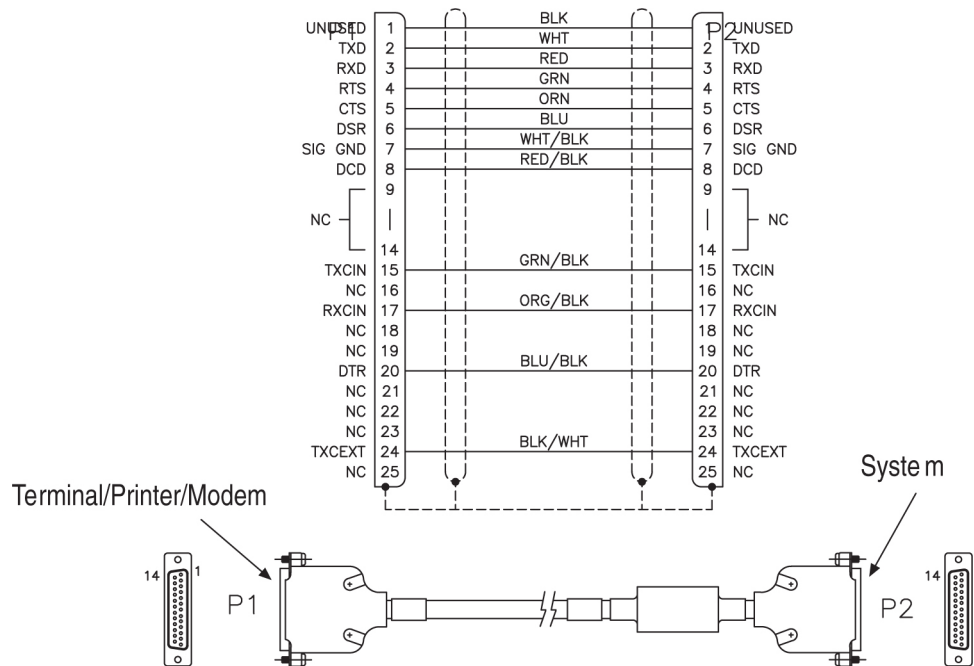 BLK
P1 P2
UNUSED 1 1 UNUSED
WHT
TXD 2 2 TXD
RED
RXD 3 3 RXD
GRN
RTS 4 4 RTS
ORN
CTS 5 5 CTS
BLU
DSR 6 6 DSR
WHT/BLK
SIG GND 7 7 SIG GND
RED/BLK
DCD 8 8 DCD
9 9
NC NC
14 14
GRN/BLK
TXCIN 15 15 TXCIN
NC 16 16 NC
ORG/BLK
RXCIN 17 17 RXCIN
NC 18 18 NC
NC 19 19 NC
BLU/BLK
DTR 20 20 DTR
NC 21 21 NC
NC 22 22 NC
NC 23 23 NC
BLK/WHT
TXCEXT 24 24 TXCEXT
NC 25 25 NC
System
Terminal/Printer/Modem
14 1 14
P1 P2